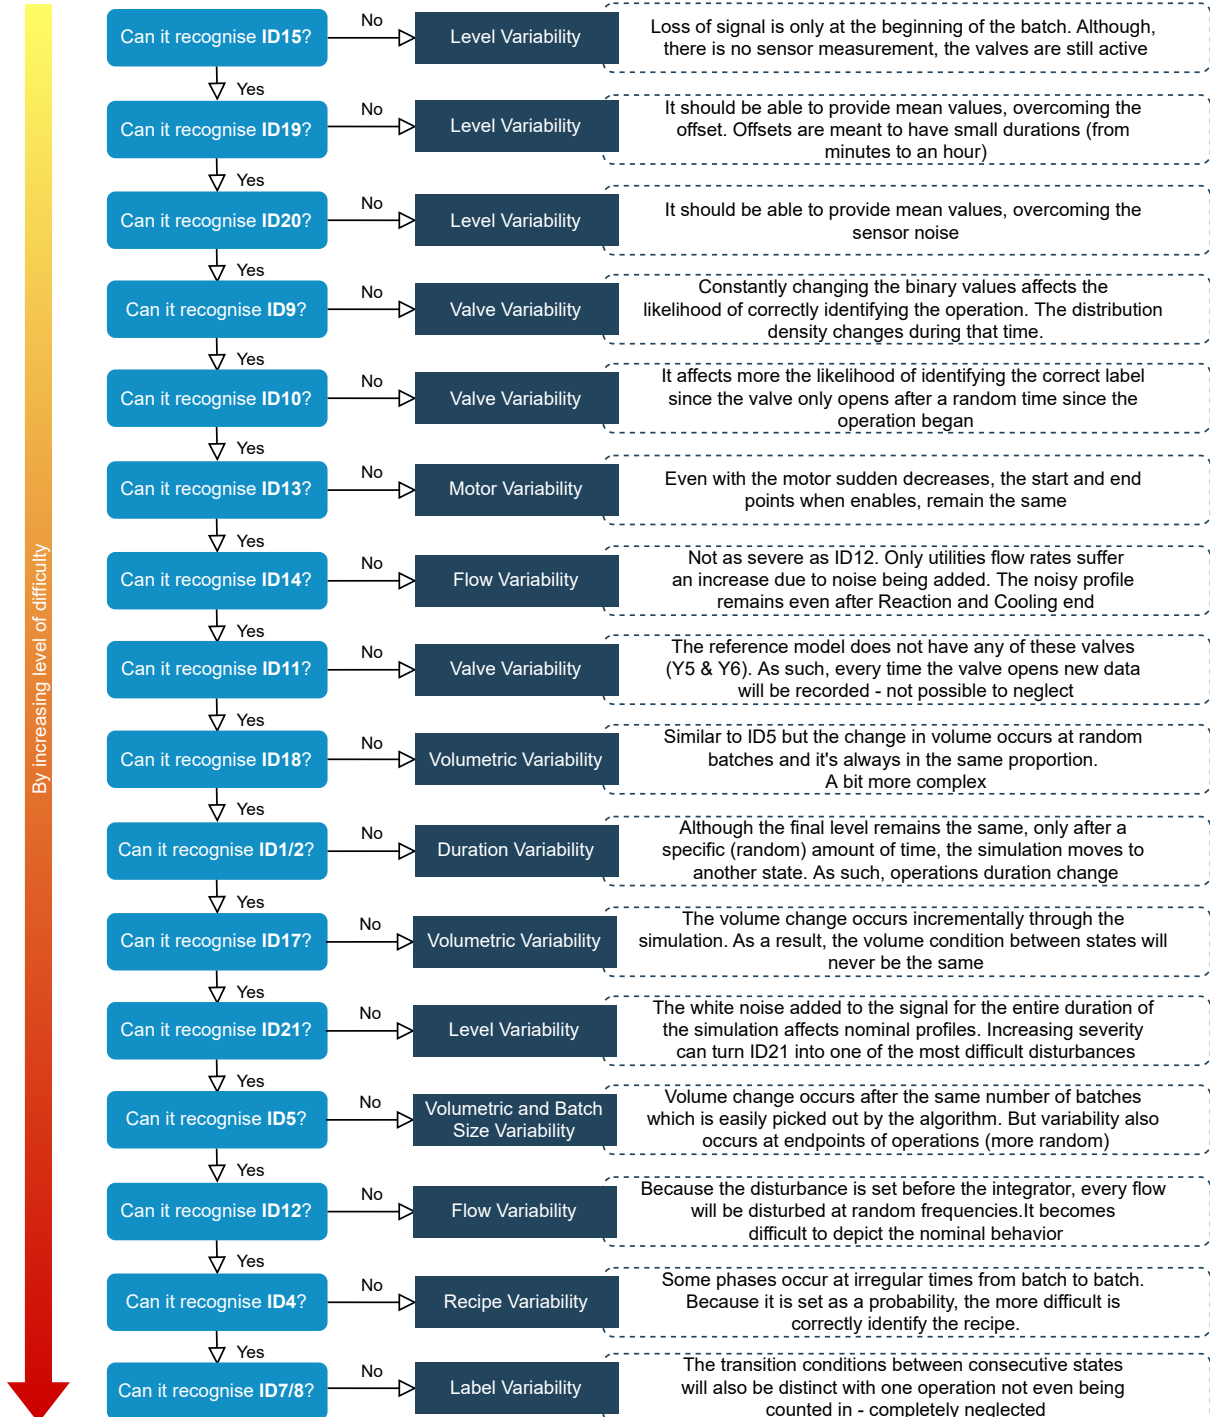 By increasing level of difficulty
Can it recognise ID15?
No
Level Variability
Loss of signal is only at the beginning of the batch. Although,
there is no sensor measurement, the valves are still active
Yes
Can it recognise ID19?
No
Level Variability
It should be able to provide mean values, overcoming the
offset. Offsets are meant to have small durations (from
minutes to an hour)
Yes
Can it recognise ID20?
No
Level Variability
It should be able to provide mean values, overcoming the
sensor noise
Yes
Can it recognise ID9?
No
Valve Variability
Constantly changing the binary values affects the
likelihood of correctly identifying the operation. The distribution
density changes during that time.
Yes
Can it recognise ID10?
No
Valve Variability
It affects more the likelihood of identifying the correct label
since the valve only opens after a random time since the
operation began
Yes
Can it recognise ID13?
No
Motor Variability
Even with the motor sudden decreases, the start and end
points when enables, remain the same
Yes
Can it recognise ID14?
No
Flow Variability
Not as severe as ID12. Only utilities flow rates suffer
an increase due to noise being added. The noisy profile
remains even after Reaction and Cooling end
Yes
Can it recognise ID11?
No
Valve Variability
The reference model does not have any of these valves
(Y5 & Y6). As such, every time the valve opens new data
will be recorded - not possible to neglect
Yes
Can it recognise ID18?
No
Volumetric Variability
Similar to ID5 but the change in volume occurs at random
batches and it's always in the same proportion.
A bit more complex
Yes
Can it recognise ID1/2?
No
Duration Variability
Although the final level remains the same, only after a
specific (random) amount of time, the simulation moves to
another state. As such, operations duration change
Yes
Can it recognise ID17?
No
Volumetric Variability
The volume change occurs incrementally through the
simulation. As a result, the volume condition between states will
never be the same
Yes
Can it recognise ID21?
No
Level Variability
The white noise added to the signal for the entire duration of
the simulation affects nominal profiles. Increasing severity
can turn ID21 into one of the most difficult disturbances
Yes
Can it recognise ID5?
No
Volumetric and Batch
Size Variability
Volume change occurs after the same number of batches
which is easily picked out by the algorithm. But variability also
occurs at endpoints of operations (more random)
Yes
Can it recognise ID12?
No
Flow Variability
Because the disturbance is set before the integrator, every flow
will be disturbed at random frequencies.It becomes
difficult to depict the nominal behavior
Yes
Can it recognise ID4?
No
Recipe Variability
Some phases occur at irregular times from batch to batch.
Because it is set as a probability, the more difficult is
correctly identify the recipe.
Yes
Can it recognise ID7/8?
No
Label Variability
The transition conditions between consecutive states
will also be distinct with one operation not even being
counted in - completely neglected